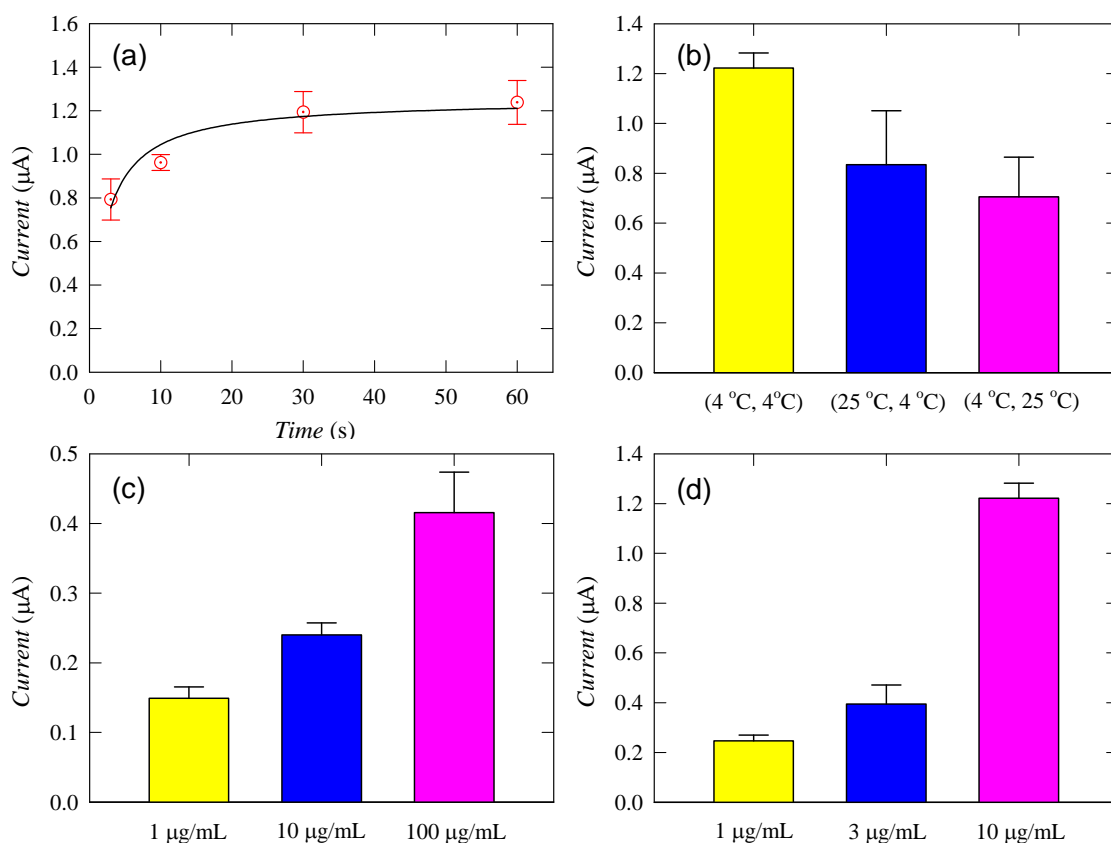 (a)
Current (μA)
1.6
1.4
1.2
1.0
0.8
0.6
0.4
0.2
0.0
0 10 20 30 40 50 60
Time (s)
(b)
Current (μA)
1.4
1.2
1.0
0.8
0.6
0.4
0.2
0.0
(4 °C, 4°C) (25 °C, 4 °C) (4 °C, 25 °C)
(c)
Current (μA)
0.5
0.4
0.3
0.2
0.1
0.0
1 μg/mL 10 μg/mL 100 μg/mL
(d)
Current (μA)
1.4
1.2
1.0
0.8
0.6
0.4
0.2
0.0
1 μg/mL 3 μg/mL 10 μg/mL